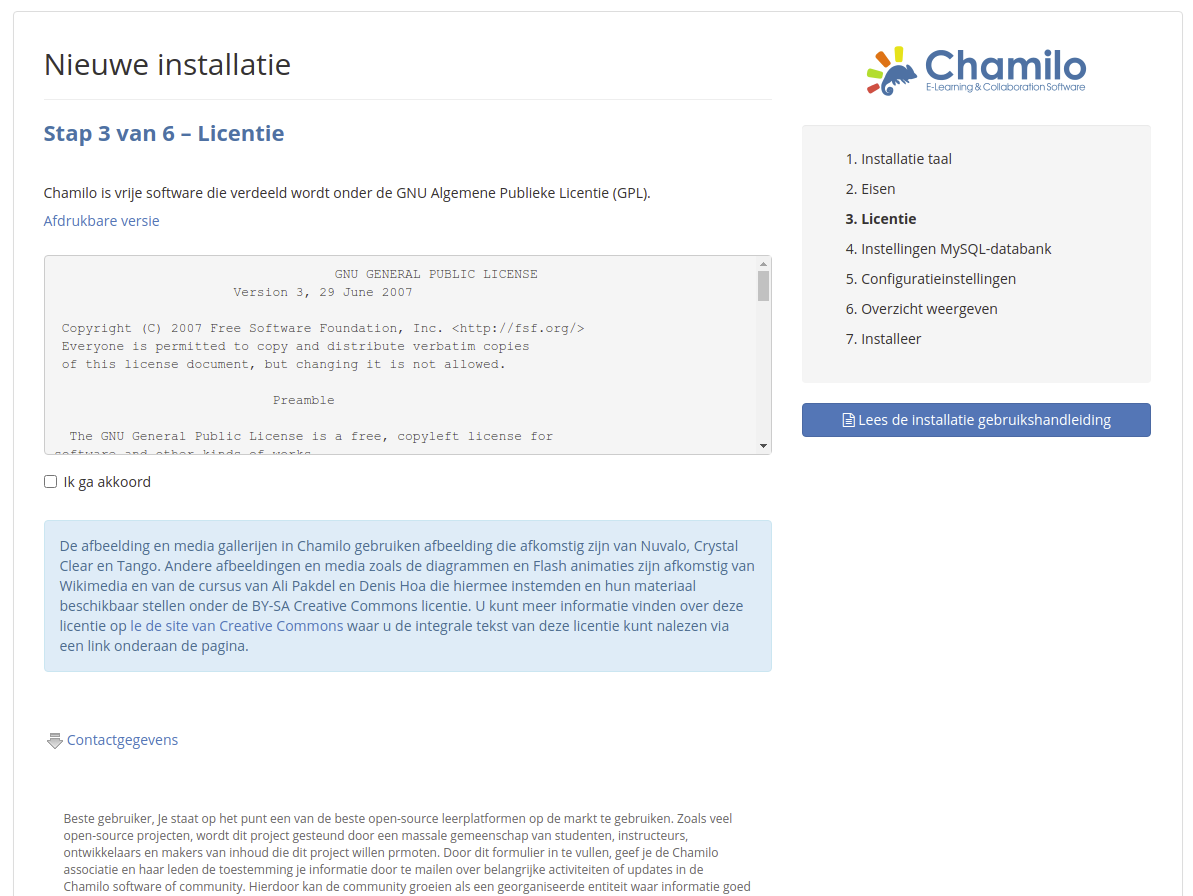 Nieuwe installatie
Chamilo
E-Learning & Collaboration Software
Stap 3 van 6 – Licentie
Chamilo is vrije software die verdeeld wordt onder de GNU Algemene Publieke Licentie (GPL).
Afdrukbare versie
GNU GENERAL PUBLIC LICENSE
Version 3, 29 June 2007
Copyright (C) 2007 Free Software Foundation, Inc. <http://fsf.org/>
Everyone is permitted to copy and distribute verbatim copies
of this license document, but changing it is not allowed.
Preamble
The GNU General Public License is a free, copyleft license for
software and other kinds of works.
Ik ga akkoord
De afbeelding en media gallerijen in Chamilo gebruiken afbeelding die afkomstig zijn van Nuvalo, Crystal
Clear en Tango. Andere afbeeldingen en media zoals de diagrammen en Flash animaties zijn afkomstig van
Wikimedia en van de cursus van Ali Pakdel en Denis Hoa die hiermee instemden en hun materiaal
beschikbaar stellen onder de BY-SA Creative Commons licentie. U kunt meer informatie vinden over deze
licentie op le de site van Creative Commons waar u de integrale tekst van deze licentie kunt nalezen via
een link onderaan de pagina.
Contactgegevens
Beste gebruiker, Je staat op het punt een van de beste open-source leerplatformen op de markt te gebruiken. Zoals veel
open-source projecten, wordt dit project gesteund door een massale gemeenschap van studenten, instructeurs,
ontwikkelaars en makers van inhoud die dit project willen prmoten. Door dit formulier in te vullen, geef je de Chamilo
associatie en haar leden de toestemming je informatie door te mailen over belangrijke activiteiten of updates in de
Chamilo software of community. Hierdoor kan de community groeien als een georganiseerde entiteit waar informatie goed
1. Installatie taal
2. Eisen
3. Licentie
4. Instellingen MySQL-databank
5. Configuratieinstellingen
6. Overzicht weergeven
7. Installeer
Lees de installatie gebruikshandleiding